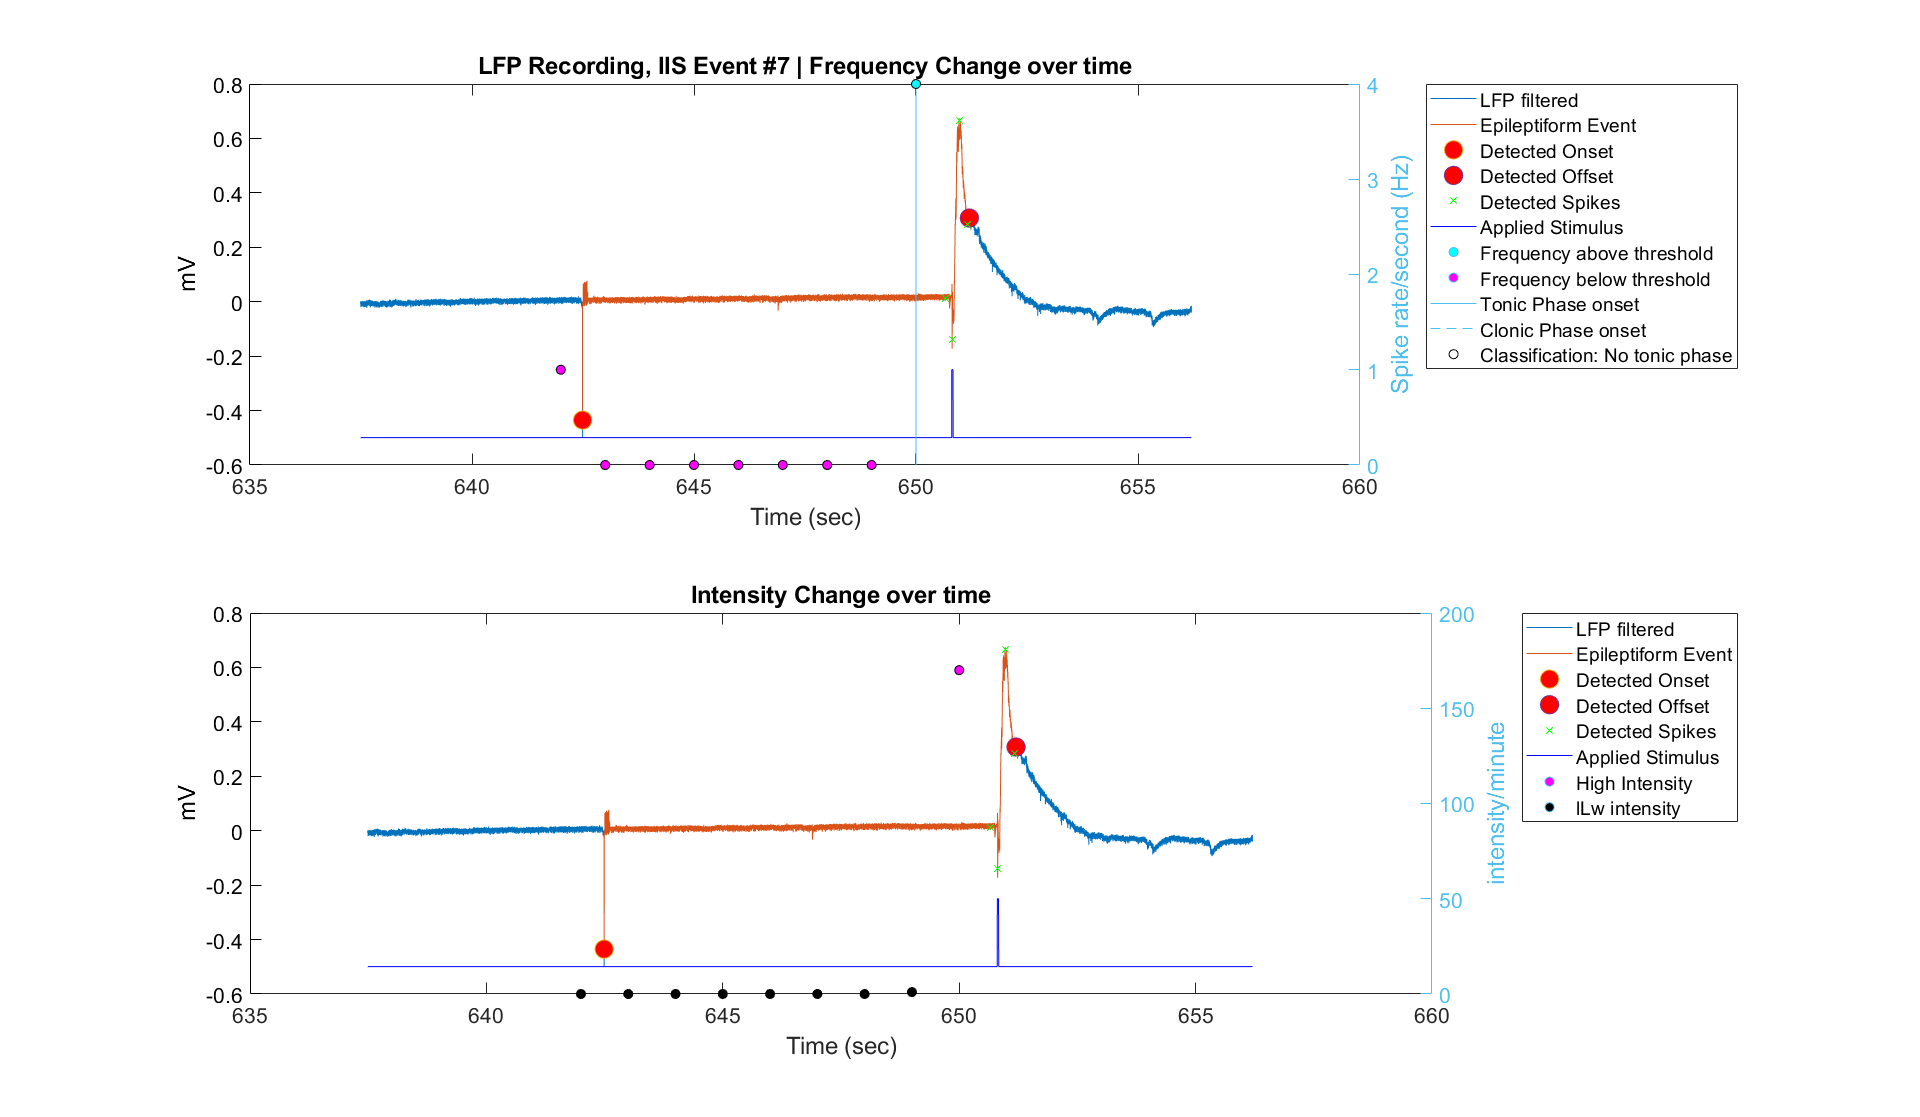 LFP Recording, IIS Event #7 | Frequency Change over time
0.8
0.6
0.4
0.2
0
-0.2
-0.4
-0.6
mV
635
640
645
650
655
660
Time (sec)
4
3
2
1
0
Spike rate/second (Hz)
LFP filtered
Epileptiform Event
Detected Onset
Detected Offset
Detected Spikes
Applied Stimulus
Frequency above threshold
Frequency below threshold
Tonic Phase onset
Clonic Phase onset
Classification: No tonic phase
Intensity Change over time
0.8
0.6
0.4
0.2
0
-0.2
-0.4
-0.6
mV
635
640
645
650
655
660
Time (sec)
200
150
100
50
0
intensity/minute
LFP filtered
Epileptiform Event
Detected Onset
Detected Offset
Detected Spikes
Applied Stimulus
High Intensity
lLw intensity